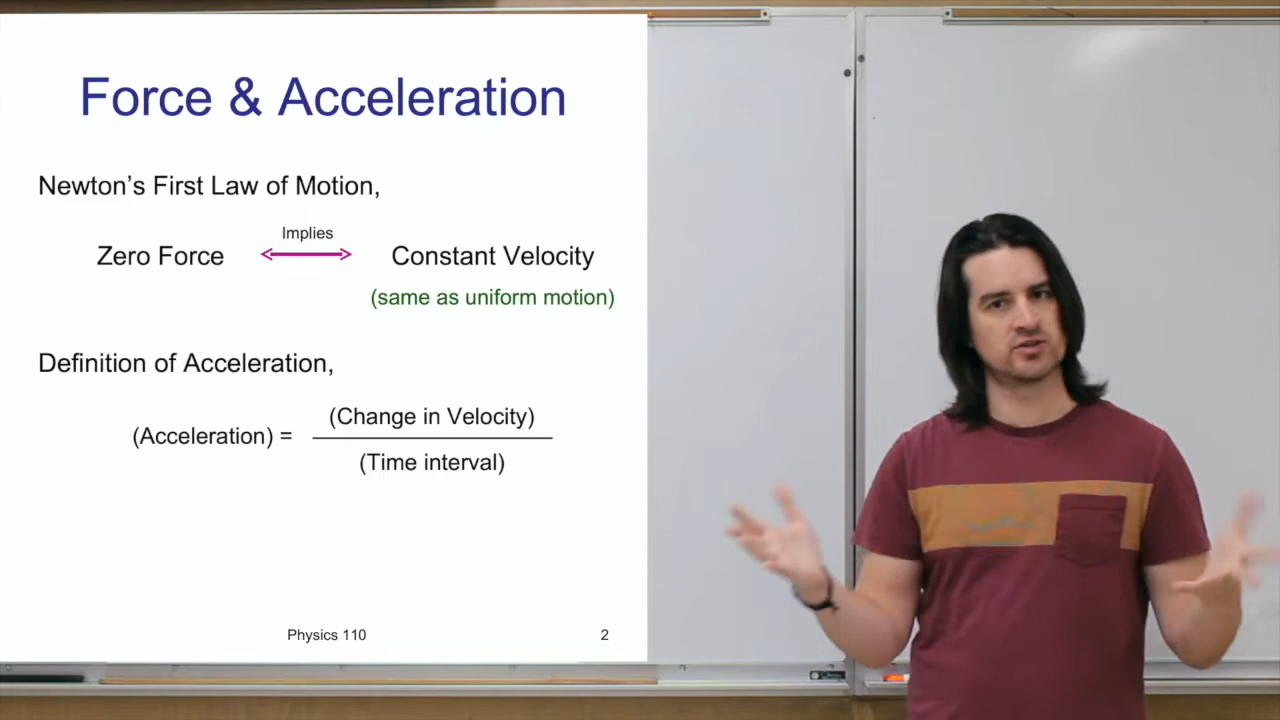 Force & Acceleration
Newton’s First Law of Motion,
Implies
Zero Force
Constant Velocity
(same as uniform motion)
Definition of Acceleration,
(Acceleration) =
(Change in Velocity)
(Time interval)
Physics 110
2